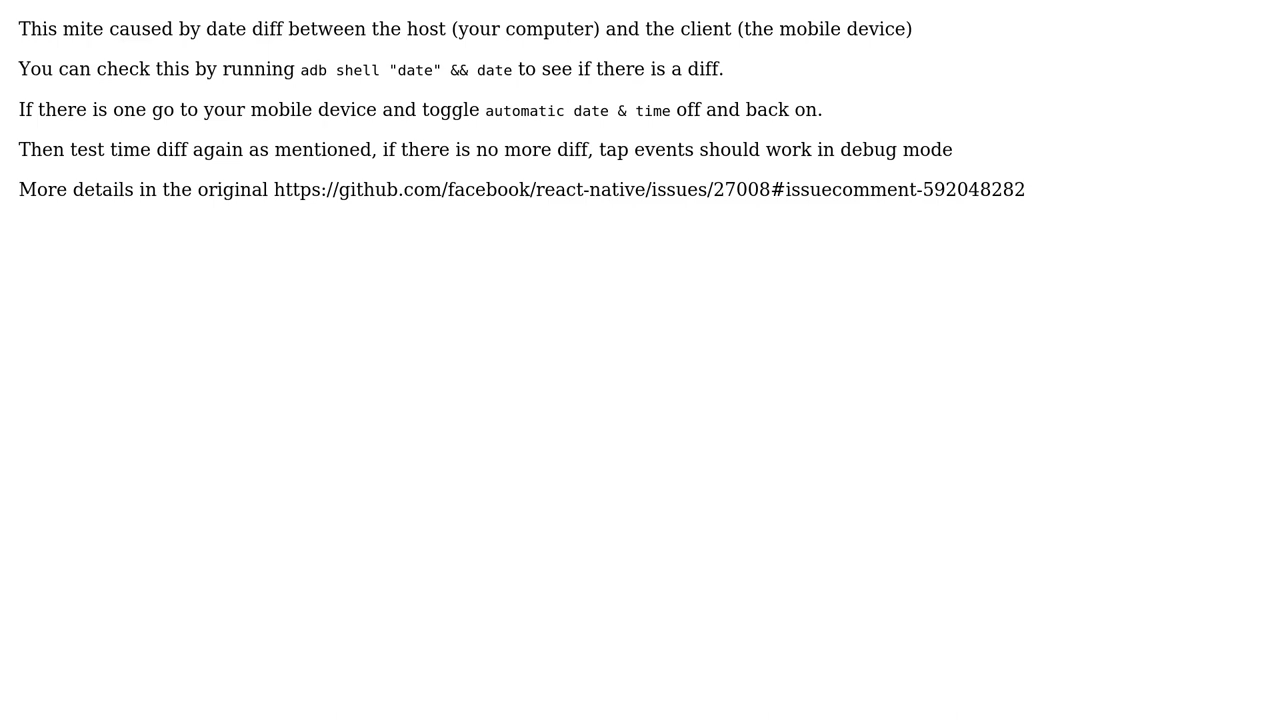 This mite caused by date diff between the host (your computer) and the client (the mobile device)
You can check this by running adb shell "date" && date to see if there is a diff.
If there is one go to your mobile device and toggle automatic date & time off and back on.
Then test time diff again as mentioned, if there is no more diff, tap events should work in debug mode
More details in the original https://github.com/facebook/react-native/issues/27008#issuecomment-592048282